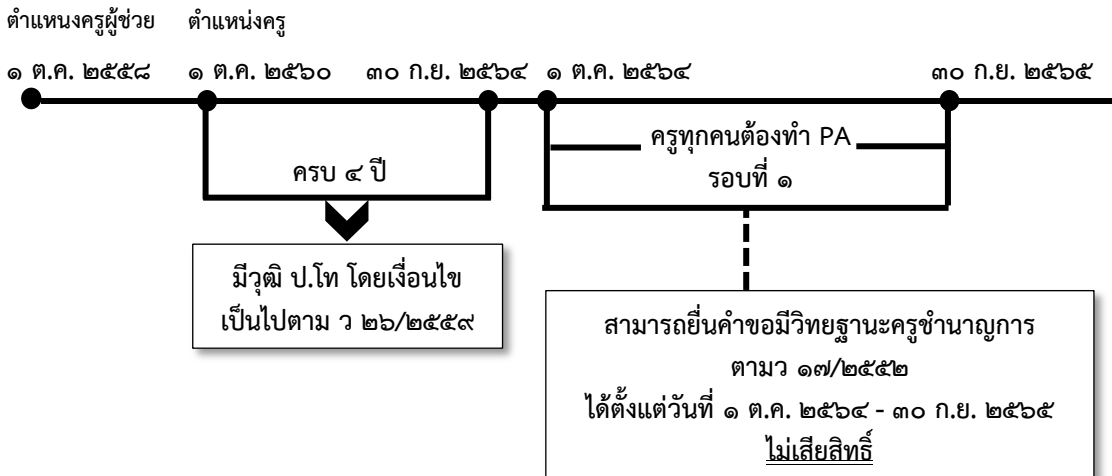 ตำแหนงครูผู้ช่วย ตำแหน่งครู
๑ ต.ค. ๒๕๕๘ ๑ ต.ค. ๒๕๖๐ ๓๐ ก.ย. ๒๕๖๔ ๑ ต.ค. ๒๕๖๔ ๓๐ ก.ย. ๒๕๖๕
ครบ ๔ ปี
ครูทุกคนต้องทำ PA
รอบที่ ๑
มีวุฒิ ป.โท โดยเงื่อนไข
เป็นไปตาม ว ๒๖/๒๕๕๙
สามารถยื่นคำขอมีวิทยฐานะครูชำนาญการ
ตามว ๑๗/๒๕๕๒
ได้ตั้งแต่วันที่ ๑ ต.ค. ๒๕๖๔ - ๓๐ ก.ย. ๒๕๖๕
ไม่เสียสิทธิ์